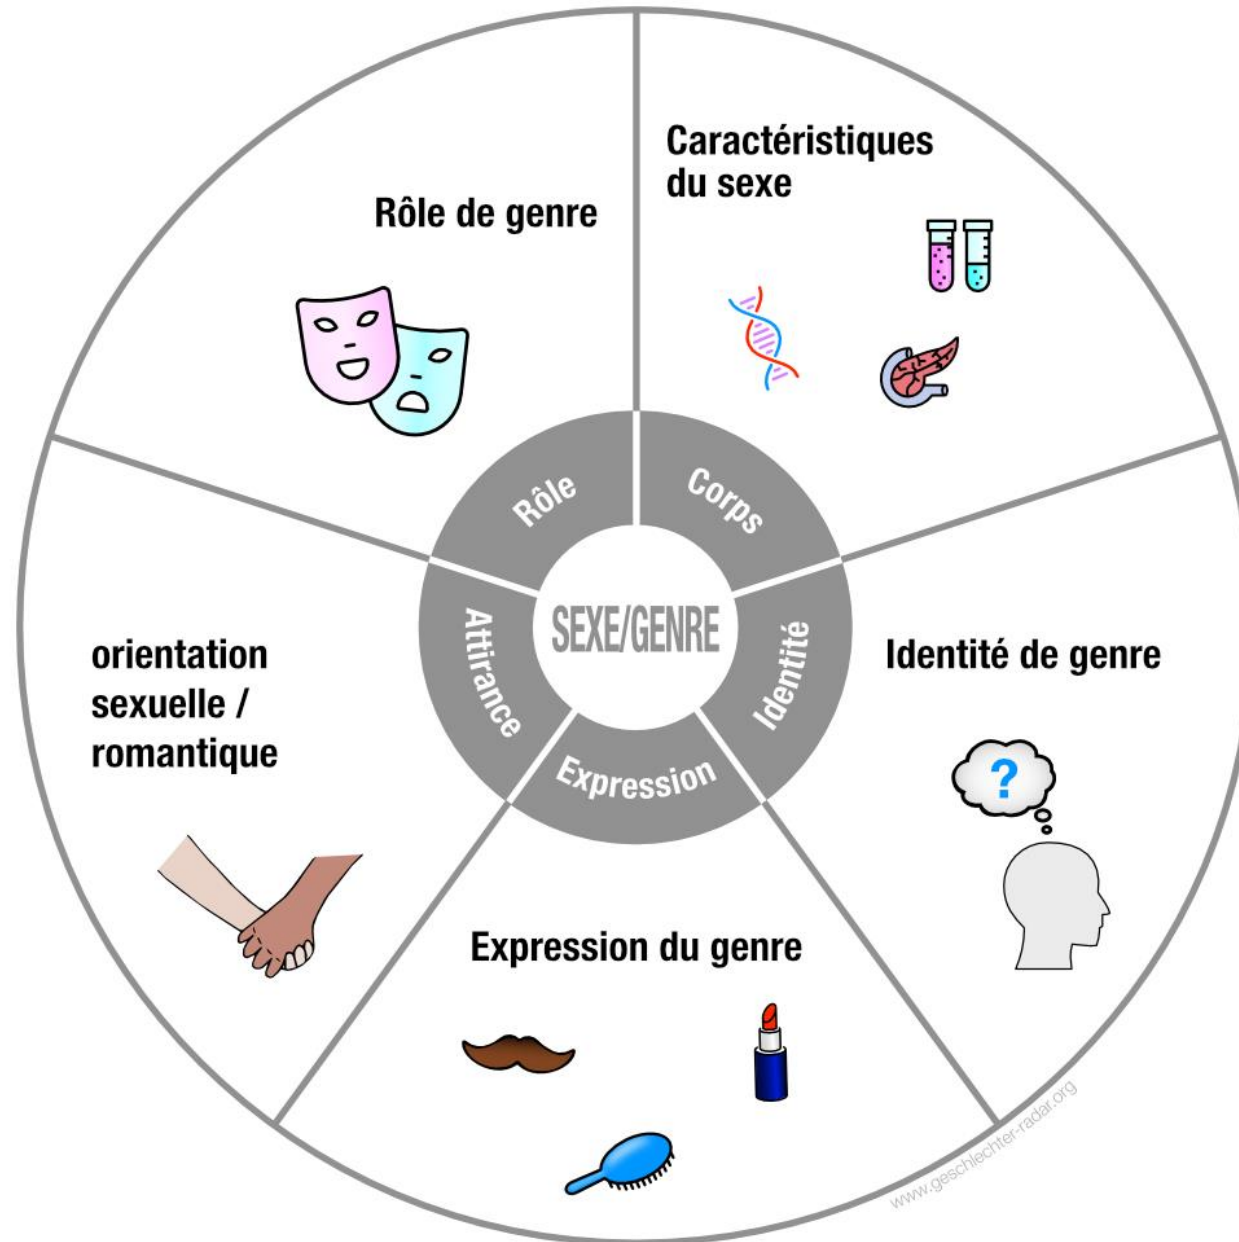 Caractéristiques
du sexe
Rôle de genre
Rôle
Corps
SEXE/GENRE
Attirance
Identité
Expression
orientation
sexuelle /
romantique
Identité de genre
?
Expression du genre
www.geschlechter-radar.org